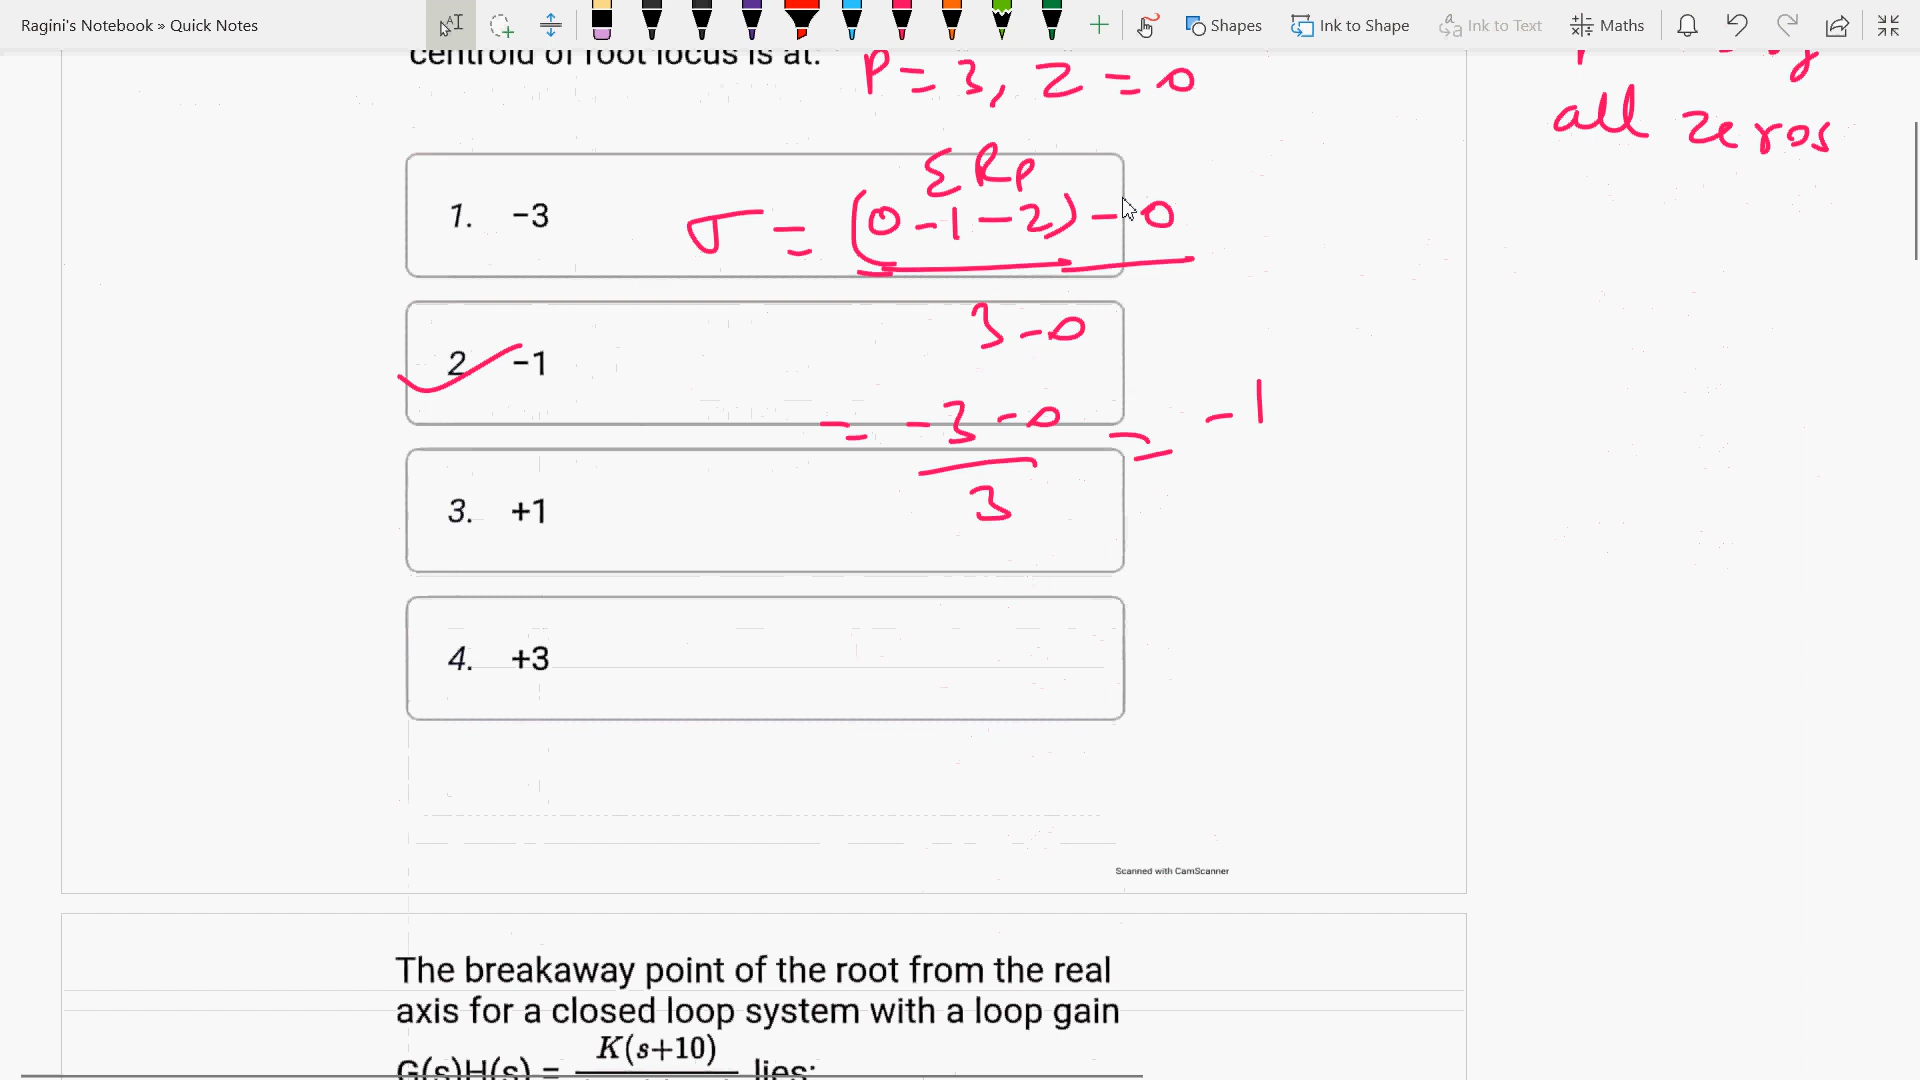 Ragini's Notebook » Quick Notes
Shapes
Ink to Shape
Ink to Text
Maths
centroid of root locus is at:
P = 3, Z = 0
all zeros
ΣRP
1. −3
σ = (0 - 1 - 2) - 0
3 - 0
2 −1
= -3 - 0 = -1
3
3. +1
4. +3
Scanned with CamScanner
The breakaway point of the root from the real
axis for a closed loop system with a loop gain
K(s+10)
G(s)H(s) = lies: